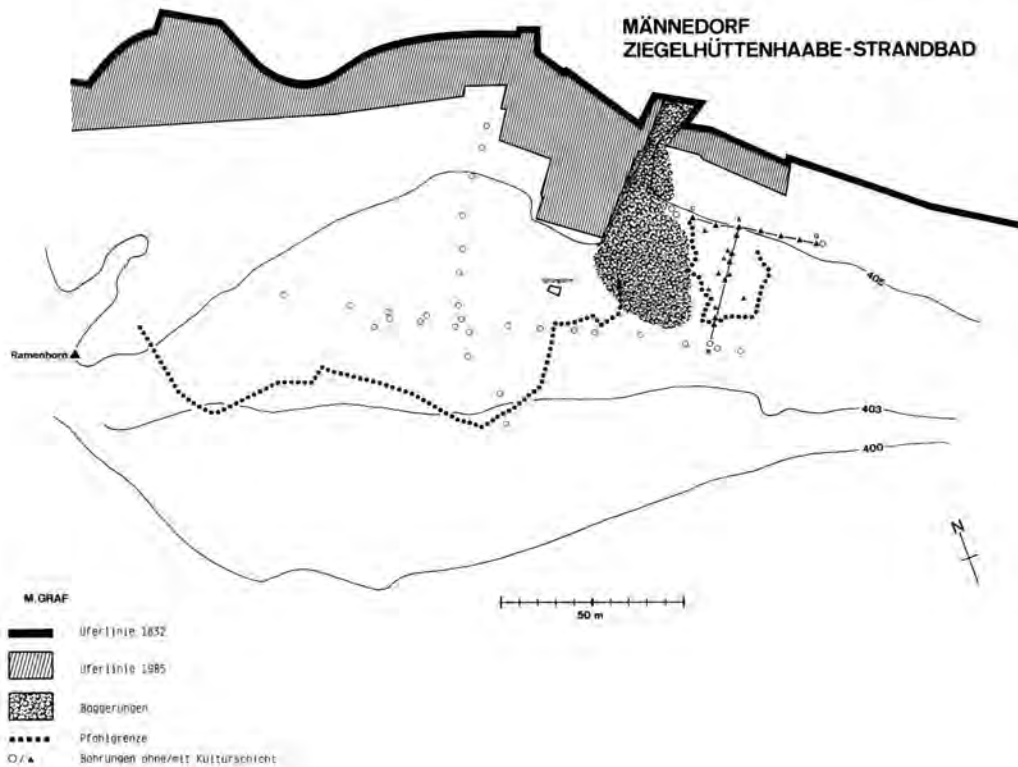 MÄNNEDORF
ZIEGELHÜTTENHAABE-STRANDBAD
405
Ramenhorn
403
400
N
50 m
M.GRAF
Uferlinie 1832
Uferlinie 1985
Baggerungen
Pfahlgrenze
Bohrungen ohne/mit Kulturschicht